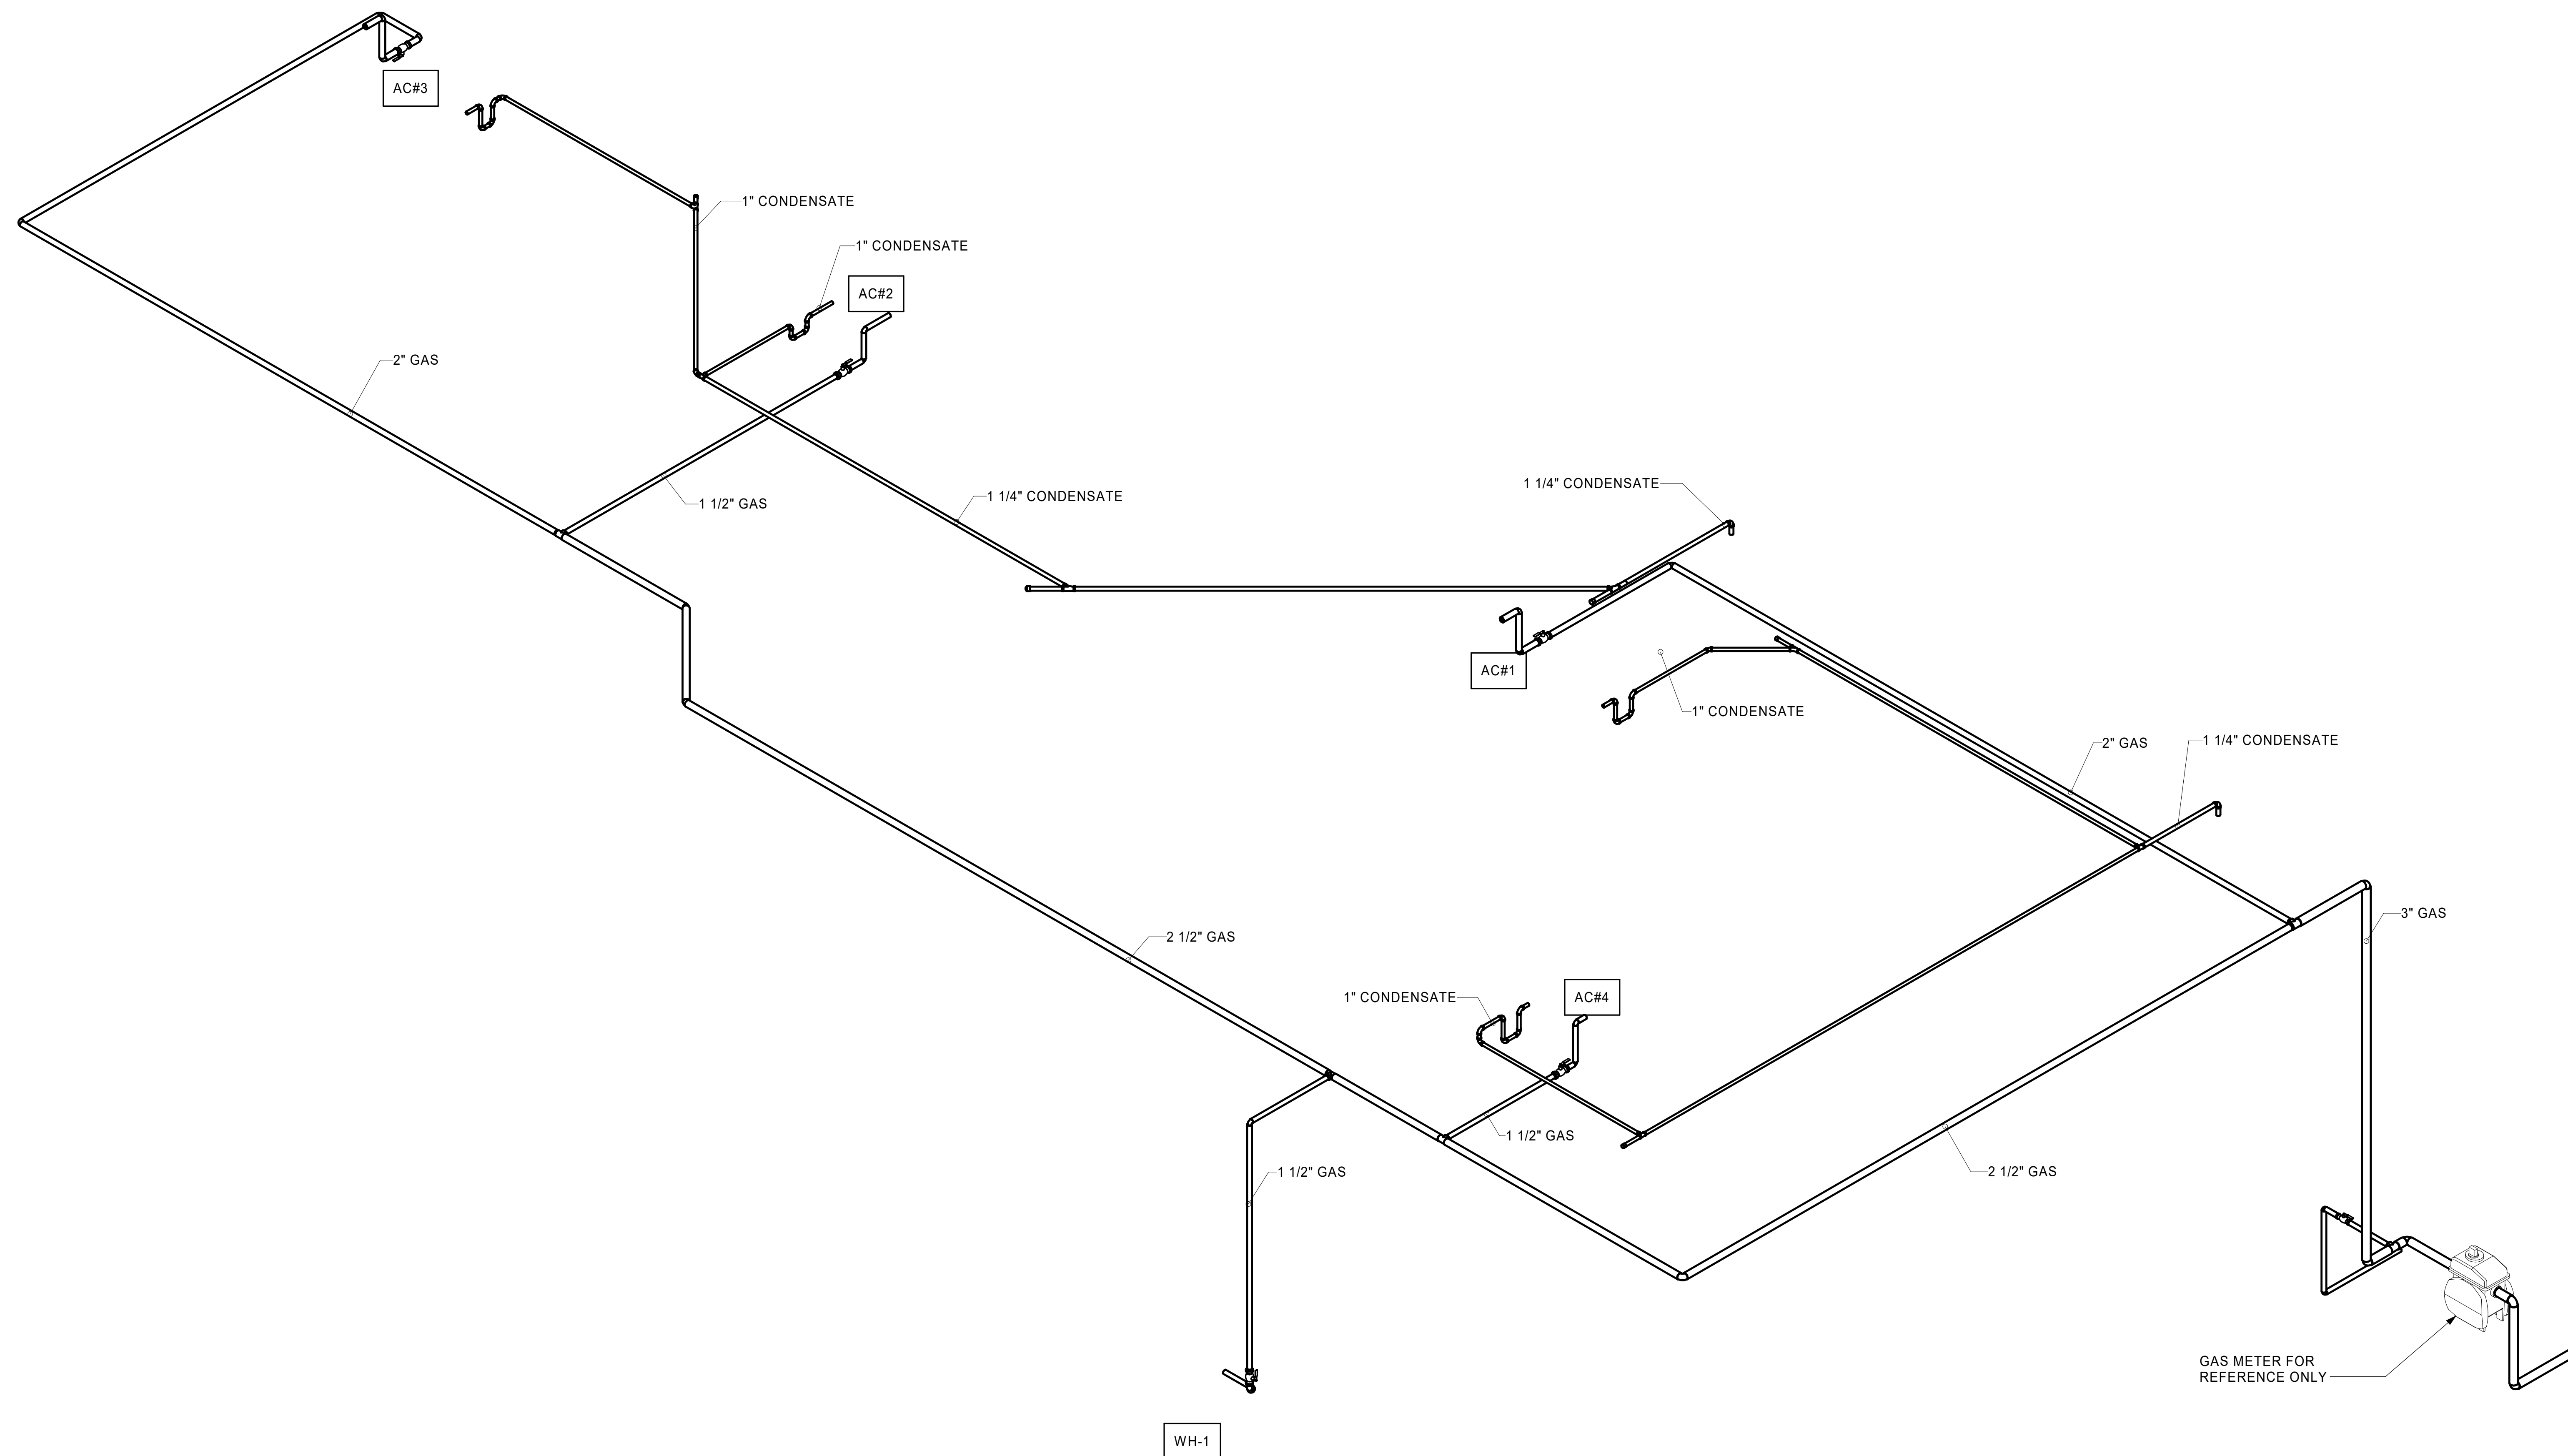 AC#3
1" CONDENSATE
1" CONDENSATE
AC#2
2" GAS
1 1/2" GAS
1 1/4" CONDENSATE
1 1/4" CONDENSATE
AC#1
1" CONDENSATE
2" GAS
1 1/4" CONDENSATE
3" GAS
2 1/2" GAS
1" CONDENSATE
AC#4
1 1/2" GAS
1 1/2" GAS
2 1/2" GAS
GAS METER FOR
REFERENCE ONLY
WH-1